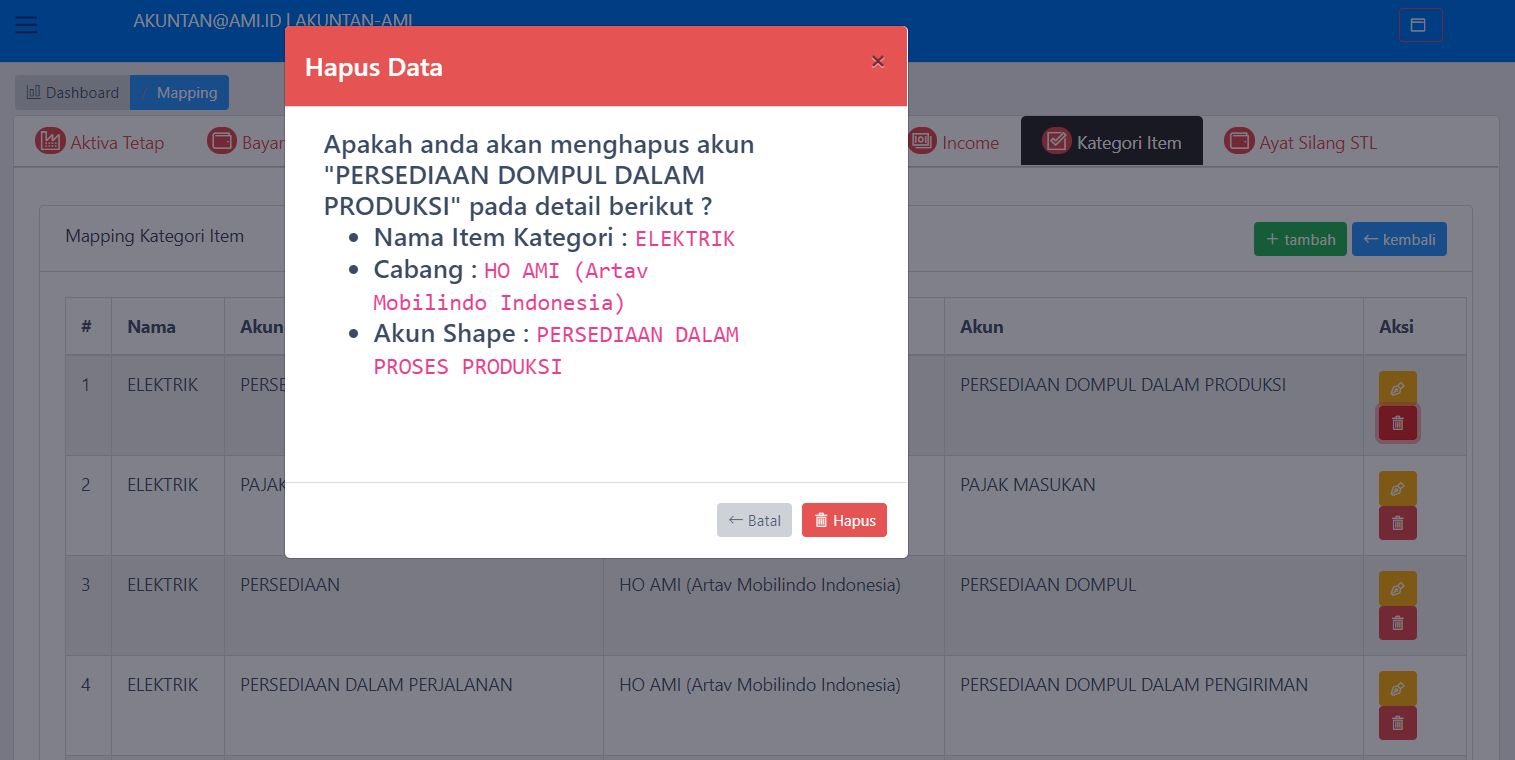 AKUNTAN@AMI.ID | AKUNTAN-AMI
Hapus Data
×
Dashboard / Mapping
Aktiva Tetap
Income
Kategori Item
Ayat Silang STL
Apakah anda akan menghapus akun
"PERSEDIAAN DOMPUL DALAM
PRODUKSI" pada detail berikut ?
• Nama Item Kategori : ELEKTRIK
• Cabang : HO AMI (Artav
Mobilindo Indonesia)
• Akun Shape : PERSEDIAAN DALAM
PROSES PRODUKSI
← Batal
Hapus
Mapping Kategori Item
+ tambah
← kembali
# Nama Akun Akun Aksi
1 ELEKTRIK PERSEDIAAN DOMPUL DALAM PRODUKSI
2 ELEKTRIK PAJAK MASUKAN
3 ELEKTRIK PERSEDIAAN HO AMI (Artav Mobilindo Indonesia) PERSEDIAAN DOMPUL
4 ELEKTRIK PERSEDIAAN DALAM PERJALANAN HO AMI (Artav Mobilindo Indonesia) PERSEDIAAN DOMPUL DALAM PENGIRIMAN